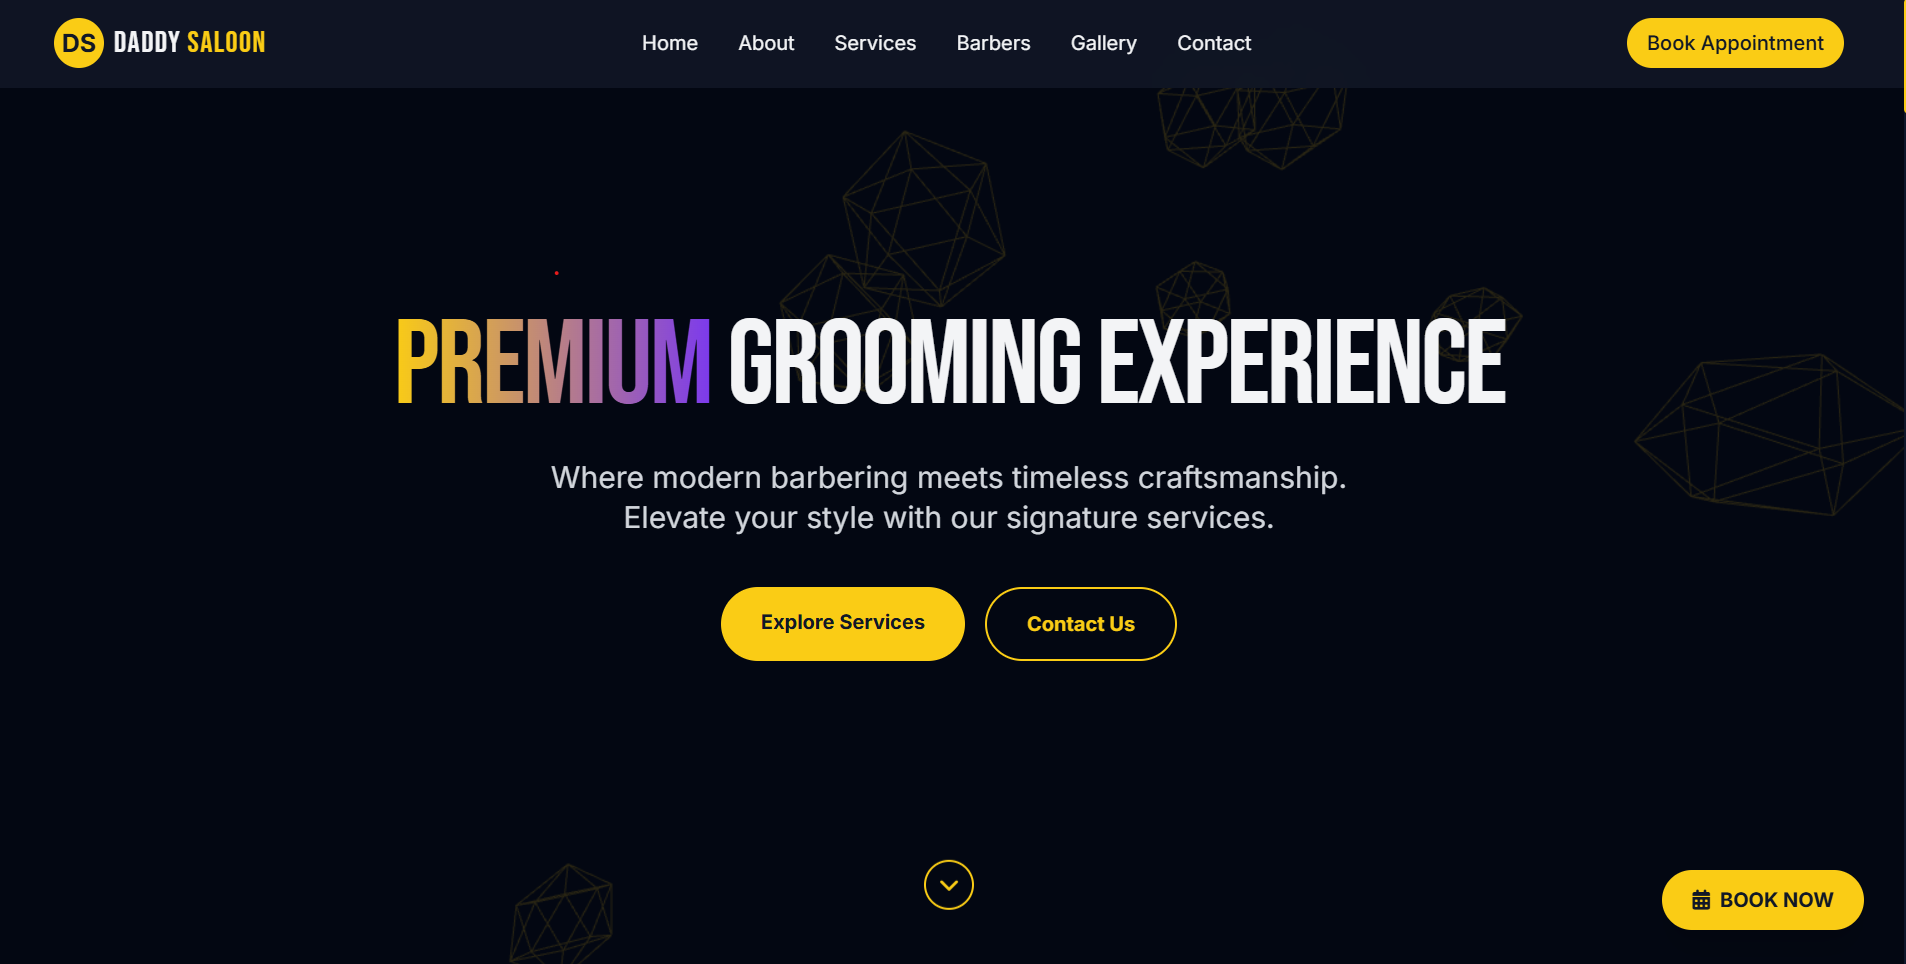 DS DADDY SALOON
Home About Services Barbers Gallery Contact
Book Appointment
PREMIUM GROOMING EXPERIENCE
Where modern barbering meets timeless craftsmanship.
Elevate your style with our signature services.
Explore Services
Contact Us
BOOK NOW